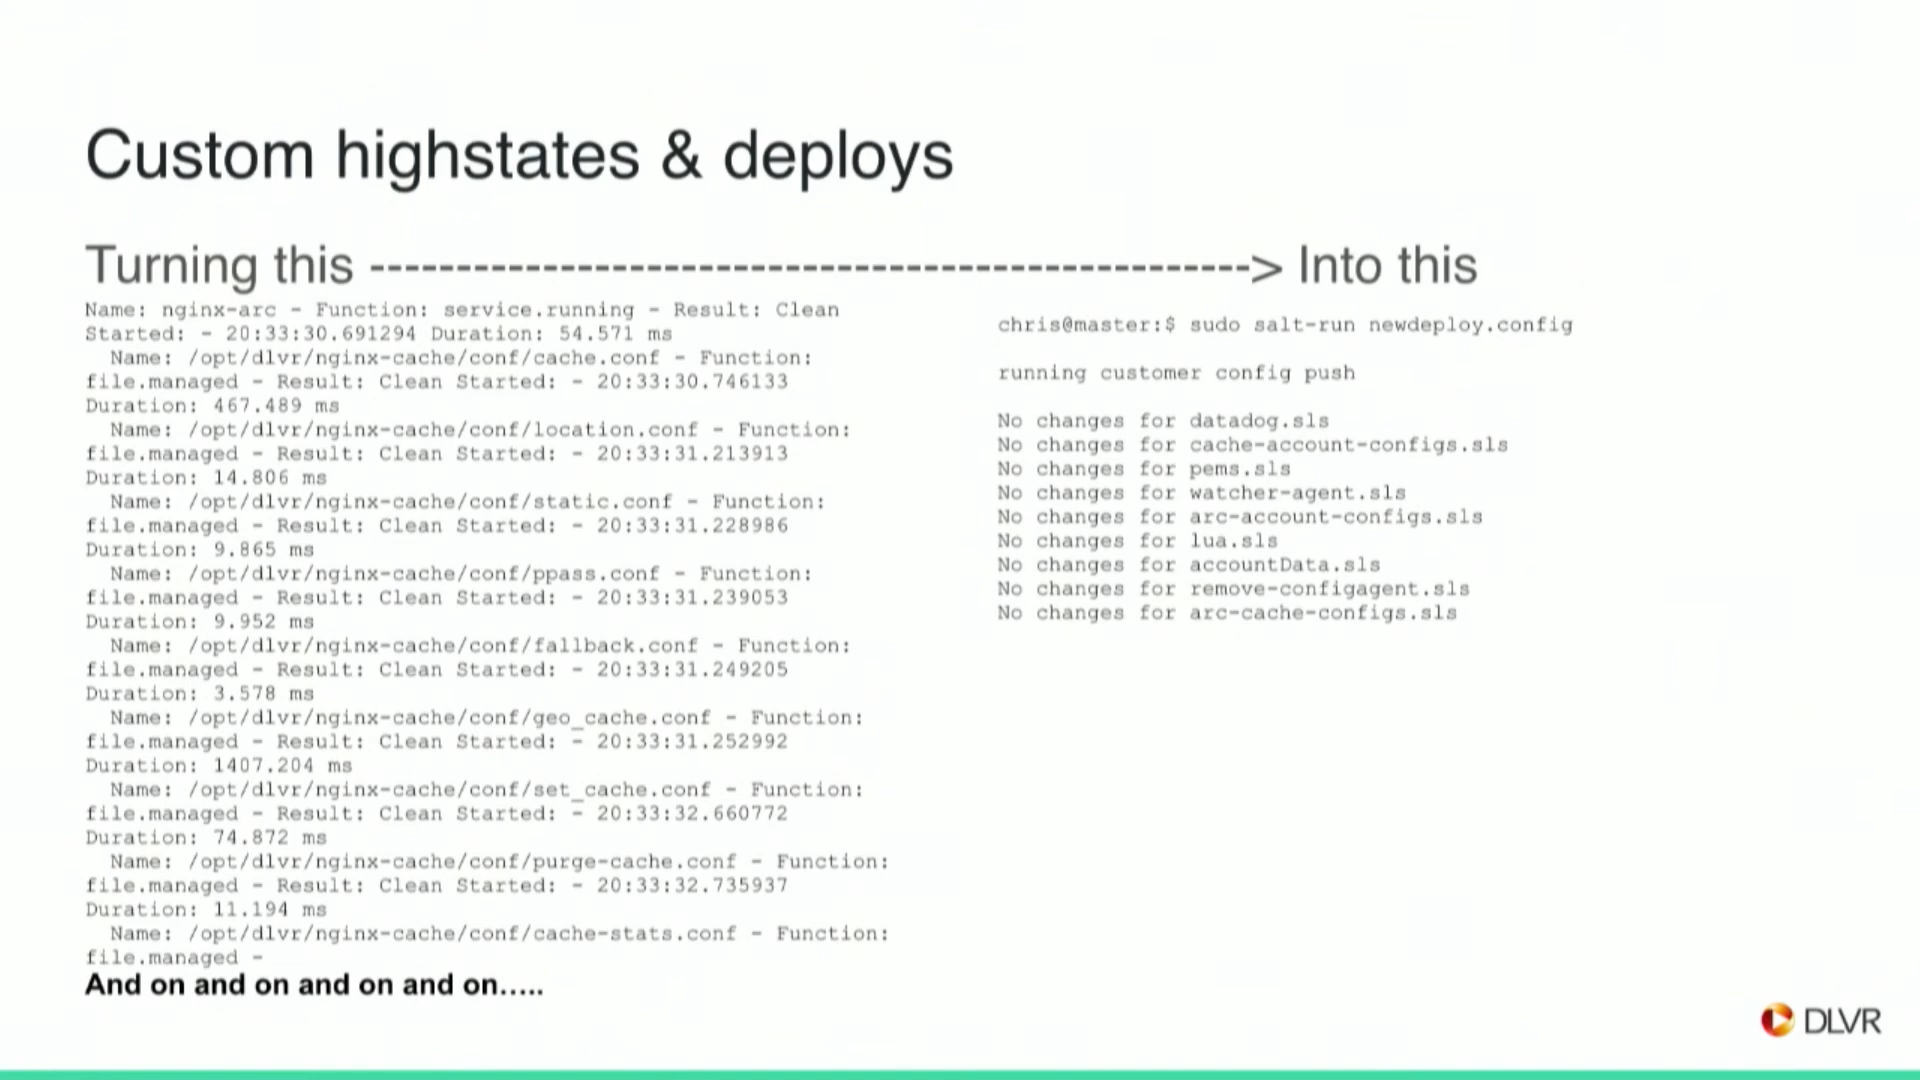 Custom highstates & deploys
Turning this ---------------------------------------------------> Into this
Name: nginx-arc - Function: service.running - Result: Clean
Started: - 20:33:30.691294 Duration: 54.571 ms
Name: /opt/dlvr/nginx-cache/conf/cache.conf - Function:
file.managed - Result: Clean Started: - 20:33:30.746133
Duration: 467.489 ms
Name: /opt/dlvr/nginx-cache/conf/location.conf - Function:
file.managed - Result: Clean Started: - 20:33:31.213913
Duration: 14.806 ms
Name: /opt/dlvr/nginx-cache/conf/static.conf - Function:
file.managed - Result: Clean Started: - 20:33:31.228986
Duration: 9.865 ms
Name: /opt/dlvr/nginx-cache/conf/ppass.conf - Function:
file.managed - Result: Clean Started: - 20:33:31.239053
Duration: 9.952 ms
Name: /opt/dlvr/nginx-cache/conf/fallback.conf - Function:
file.managed - Result: Clean Started: - 20:33:31.249205
Duration: 3.578 ms
Name: /opt/dlvr/nginx-cache/conf/geo_cache.conf - Function:
file.managed - Result: Clean Started: - 20:33:31.252992
Duration: 1407.204 ms
Name: /opt/dlvr/nginx-cache/conf/set_cache.conf - Function:
file.managed - Result: Clean Started: - 20:33:32.660772
Duration: 74.872 ms
Name: /opt/dlvr/nginx-cache/conf/purge-cache.conf - Function:
file.managed - Result: Clean Started: - 20:33:32.735937
Duration: 11.194 ms
Name: /opt/dlvr/nginx-cache/conf/cache-stats.conf - Function:
file.managed -
And on and on and on and on.....
chris@master:$ sudo salt-run newdeploy.config
running customer config push
No changes for datadog.sls
No changes for cache-account-configs.sls
No changes for pems.sls
No changes for watcher-agent.sls
No changes for arc-account-configs.sls
No changes for lua.sls
No changes for accountData.sls
No changes for remove-configagent.sls
No changes for arc-cache-configs.sls
DLVR